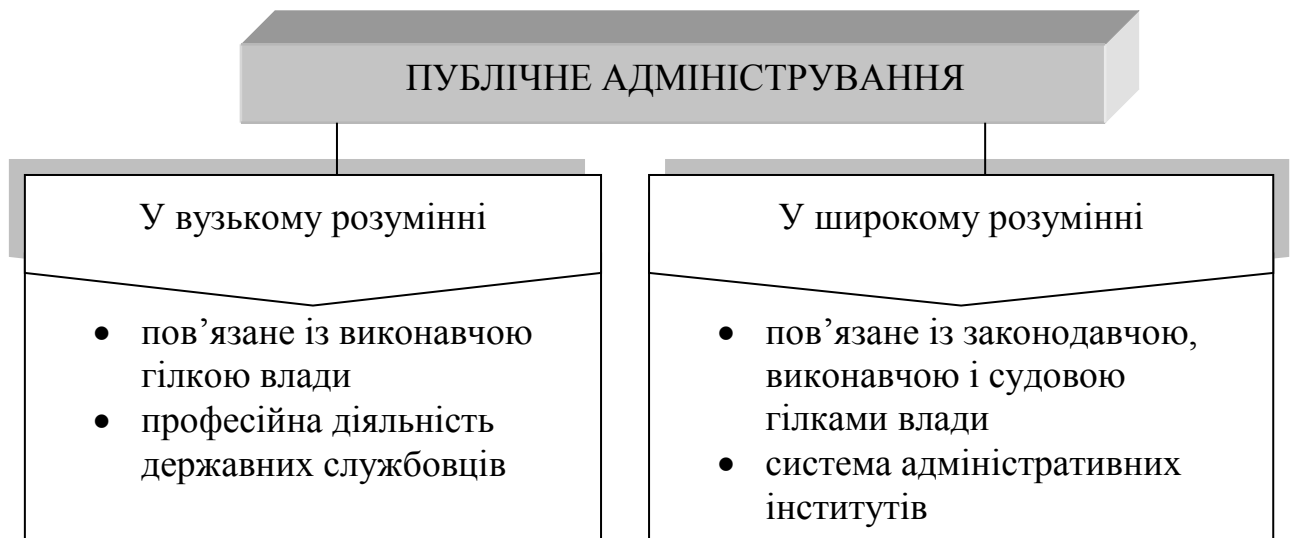 ПУБЛІЧНЕ АДМІНІСТРУВАННЯ
У вузькому розумінні
• пов’язане із виконавчою
гілкою влади
• професійна діяльність
державних службовців
У широкому розумінні
• пов’язане із законодавчою,
виконавчою і судовою
гілками влади
• система адміністративних
інститутів